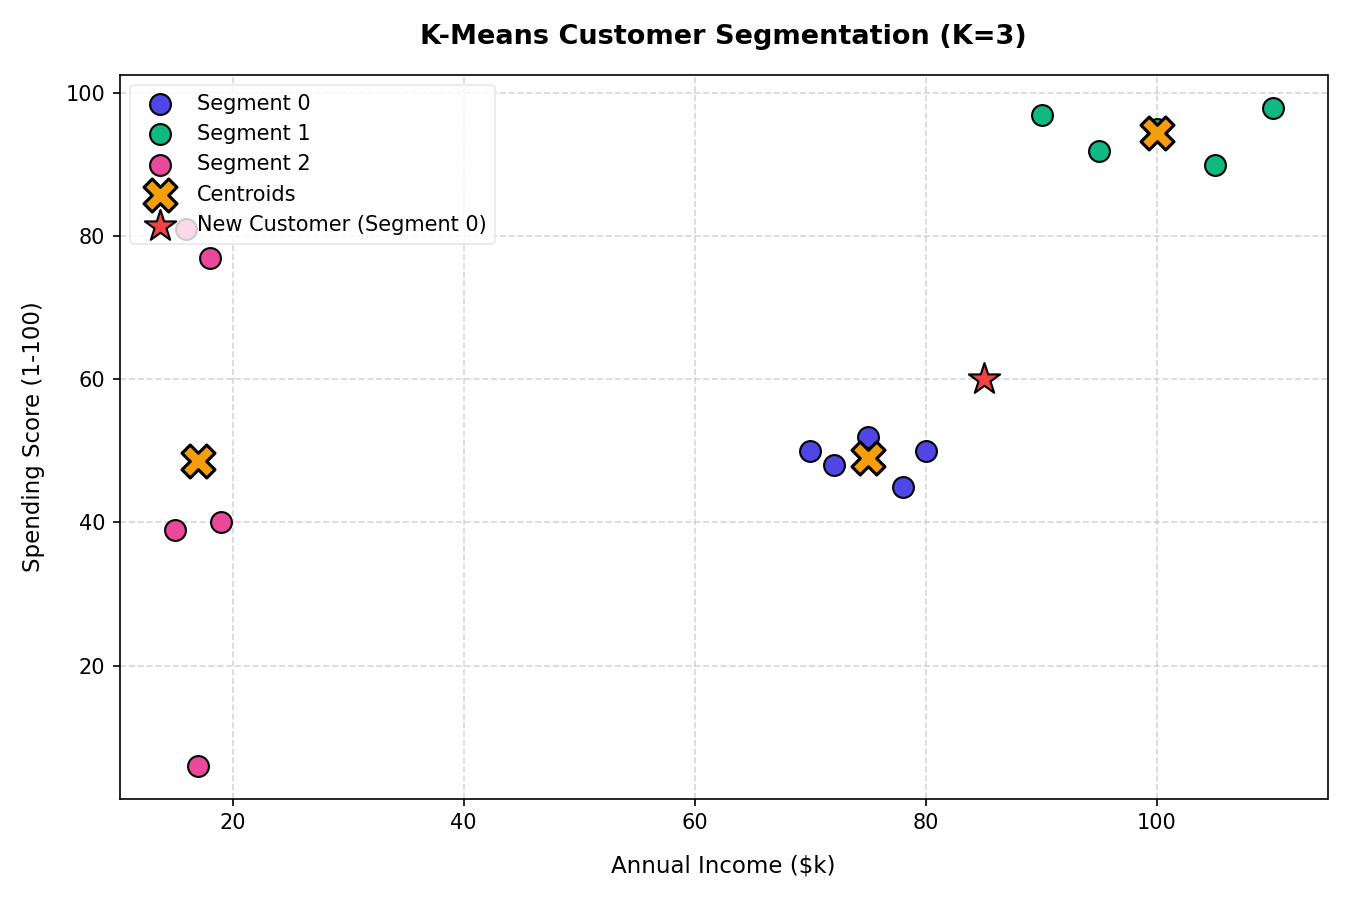 K-Means Customer Segmentation (K=3)
Segment 0
Segment 1
Segment 2
Centroids
New Customer (Segment 0)
Spending Score (1-100)
100
80
60
40
20
20
40
60
80
100
Annual Income ($k)